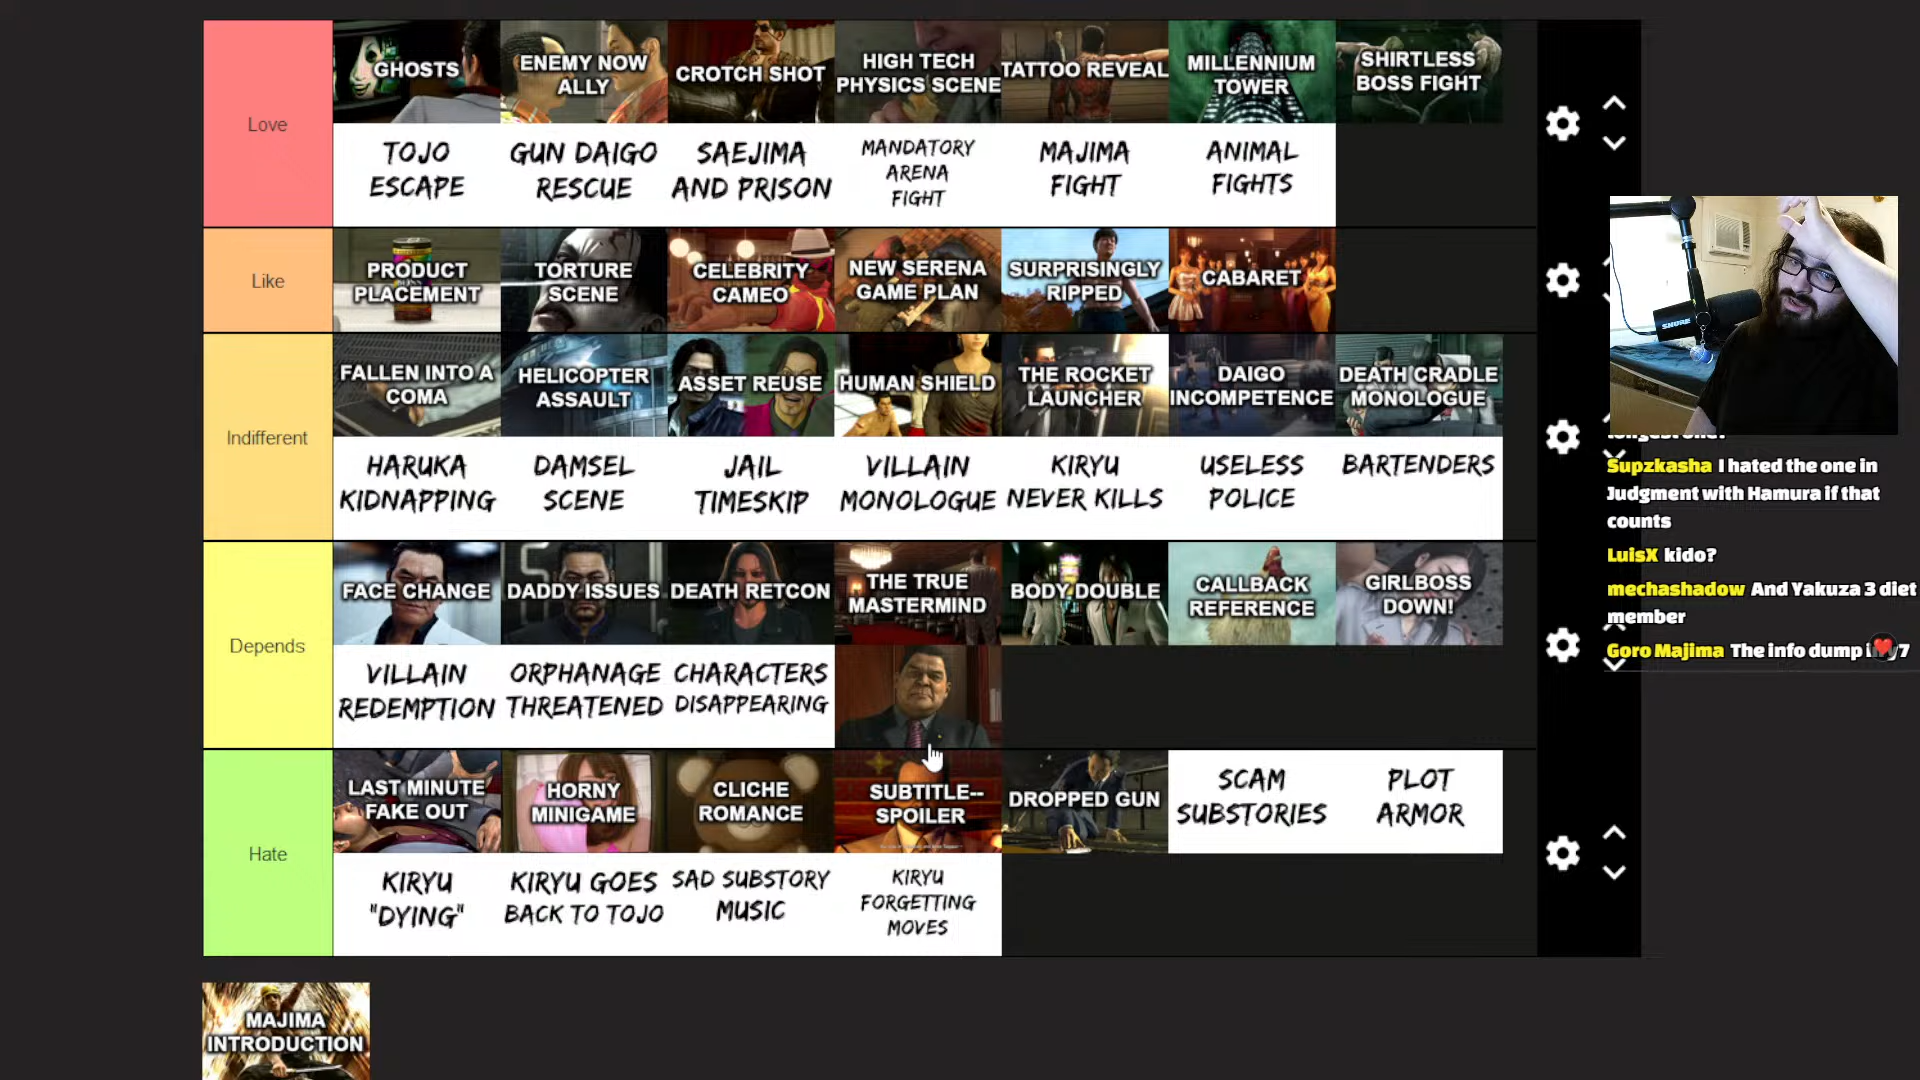 Love
GHOSTS
ENEMY NOW
ALLY
CROTCH SHOT
HIGH TECH
PHYSICS SCENE
TATTOO REVEAL
MILLENNIUM
TOWER
SHIRTLESS
BOSS FIGHT
TOJO
ESCAPE
GUN DAIGO
RESCUE
SAEJIMA
AND PRISON
MANDATORY
ARENA
FIGHT
MAJIMA
FIGHT
ANIMAL
FIGHTS
Like
PRODUCT
PLACEMENT
TORTURE
SCENE
CELEBRITY
CAMEO
NEW SERENA
GAME PLAN
SURPRISINGLY
RIPPED
CABARET
Indifferent
FALLEN INTO A
COMA
HELICOPTER
ASSAULT
ASSET REUSE
HUMAN SHIELD
THE ROCKET
LAUNCHER
DAIGO
INCOMPETENCE
DEATH CRADLE
MONOLOGUE
HARUKA
KIDNAPPING
DAMSEL
SCENE
JAIL
TIMESKIP
VILLAIN
MONOLOGUE
KIRYU
NEVER KILLS
USELESS
POLICE
BARTENDERS
Depends
FACE CHANGE
DADDY ISSUES
DEATH RETCON
THE TRUE
MASTERMIND
BODY DOUBLE
CALLBACK
REFERENCE
GIRLBOSS
DOWN!
VILLAIN
REDEMPTION
ORPHANAGE
THREATENED
CHARACTERS
DISAPPEARING
Hate
LAST MINUTE
FAKE OUT
HORNY
MINIGAME
CLICHE
ROMANCE
SUBTITLE--
SPOILER
DROPPED GUN
SCAM
SUBSTORIES
PLOT
ARMOR
KIRYU
"DYING"
KIRYU GOES
BACK TO TOJO
SAD SUBSTORY
MUSIC
KIRYU
FORGETTING
MOVES
MAJIMA
INTRODUCTION
SHURE
Supzkasha I hated the one in
Judgment with Hamura if that
counts
LuisX kido?
mechashadow And Yakuza 3 diet
member
Goro Majima The info dump